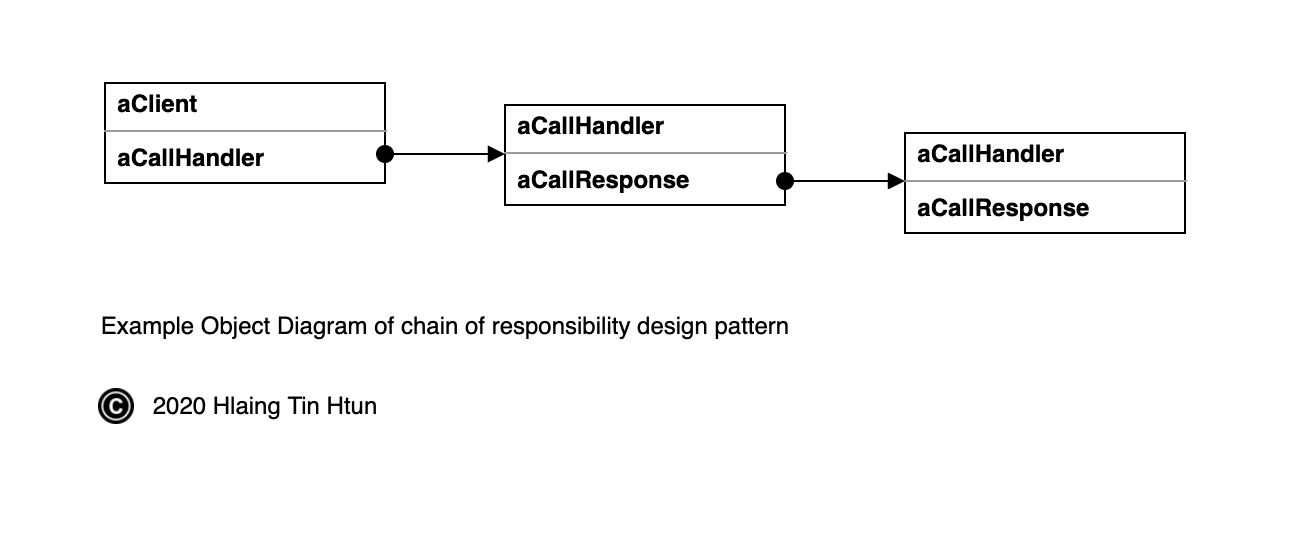 aClient
aCallHandler
aCallHandler
aCallResponse
aCallHandler
aCallResponse
Example Object Diagram of chain of responsibility design pattern
© 2020 Hlaing Tin Htun